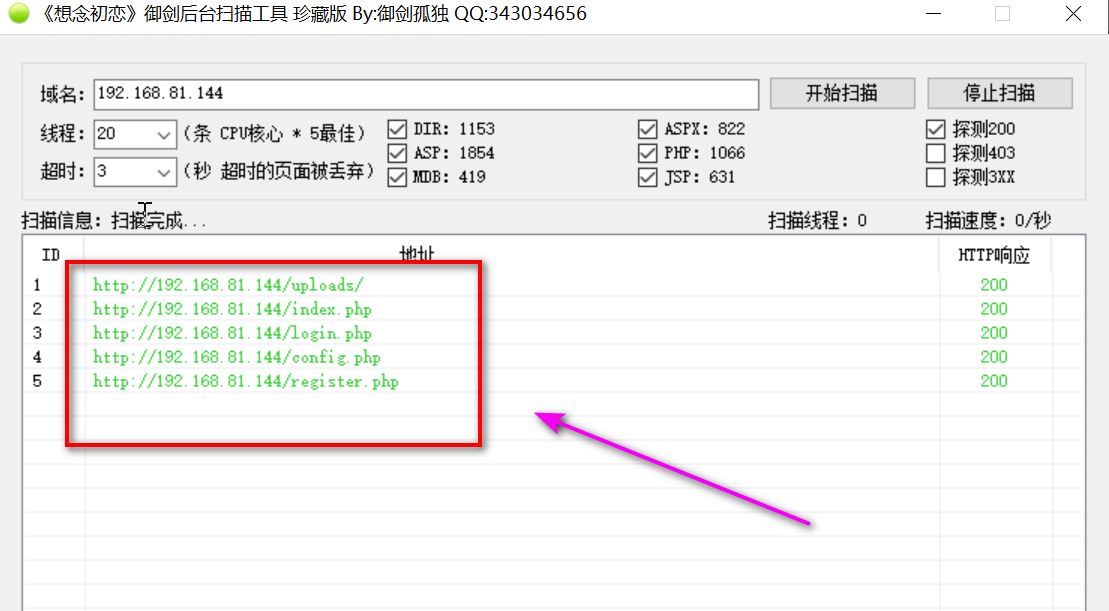 《想念初恋》御剑后台扫描工具 珍藏版 By:御剑孤独 QQ:343034656
域名: 192.168.81.144 开始扫描 停止扫描
线程: 20 (条 CPU核心 * 5最佳) DIR: 1153 ASPX: 822 探测200
ASP: 1854 PHP: 1066 探测403
超时: 3 (秒 超时的页面被丢弃) MDB: 419 JSP: 631 探测3XX
扫描信息: 扫描完成... 扫描线程: 0 扫描速度: 0/秒
ID 地址 HTTP响应
1 http://192.168.81.144/uploads/ 200
2 http://192.168.81.144/index.php 200
3 http://192.168.81.144/login.php 200
4 http://192.168.81.144/config.php 200
5 http://192.168.81.144/register.php 200